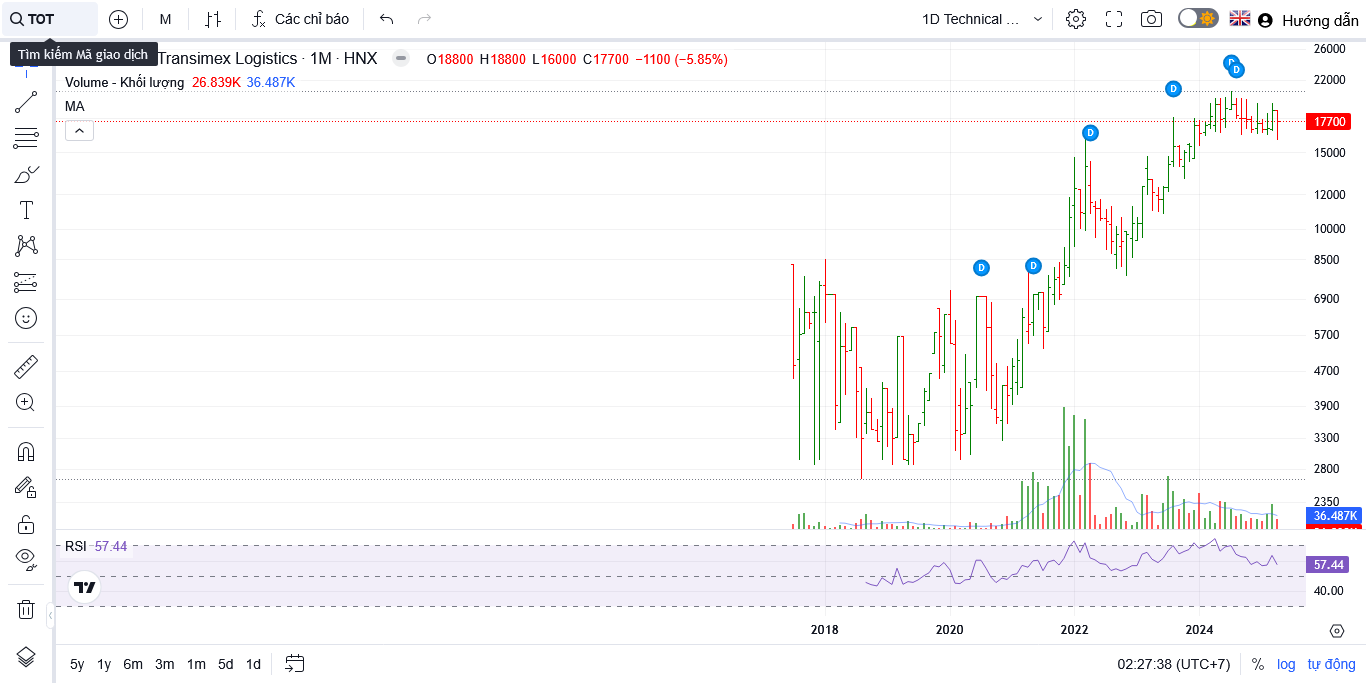 TOT
M
Các chỉ báo
1D Technical ...
Hướng dẫn
Tìm kiếm Mã giao dịch
Transimex Logistics · 1M · HNX
O18800 H18800 L16000 C17700 −1100 (−5.85%)
Volume - Khối lượng 26.839K 36.487K
MA
D
D
D
D
D
D
26000
22000
17700
15000
12000
10000
8500
6900
5700
4700
3900
3300
2800
2350
36.487K
RSI 57.44
57.44
40.00
2018
2020
2022
2024
5y 1y 6m 3m 1m 5d 1d
02:27:38 (UTC+7)
%
log
tự động